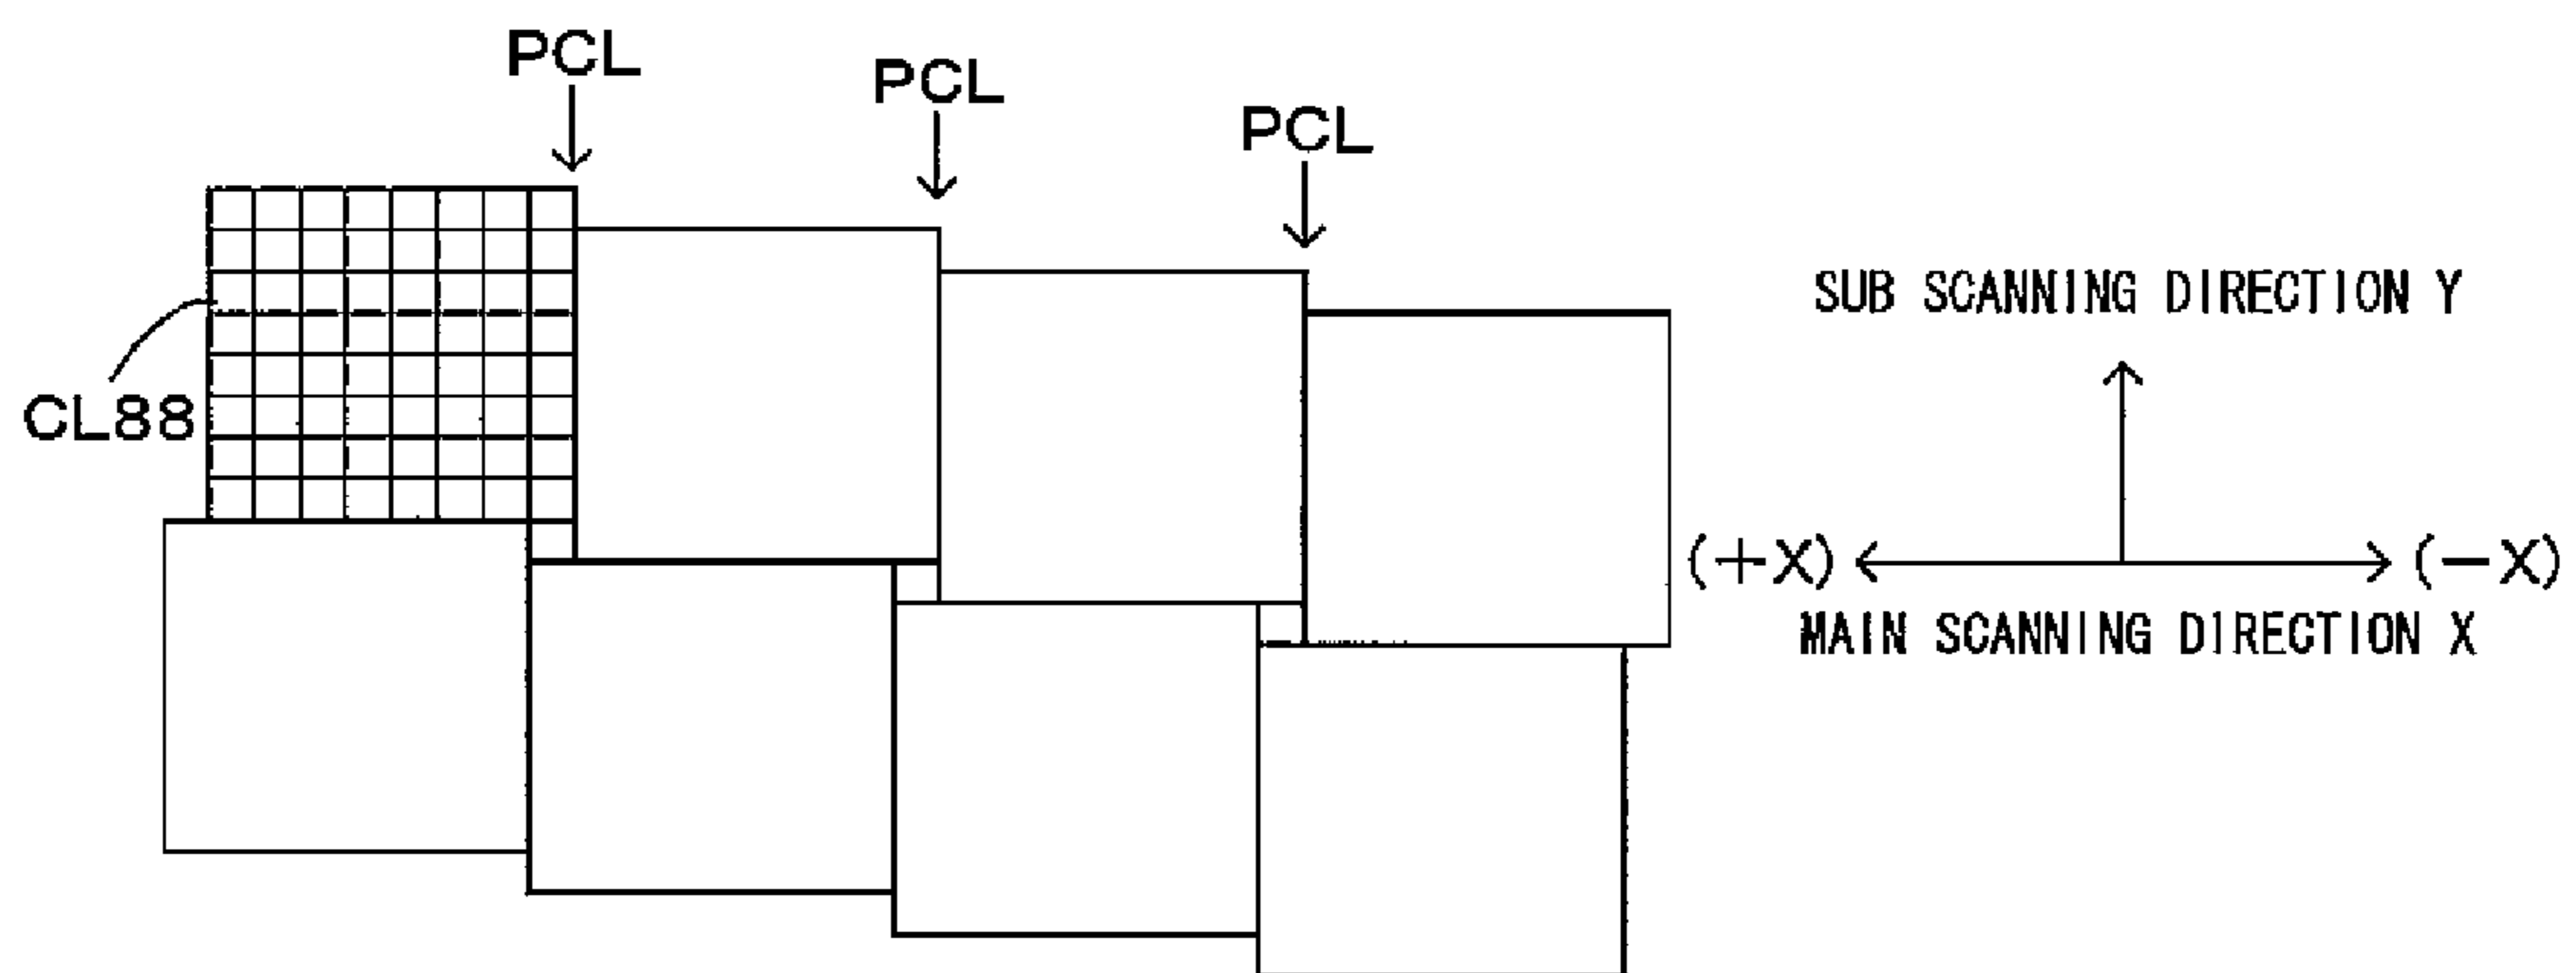 PCL
PCL
PCL
SUB SCANNING DIRECTION Y
CL88
(+X)
(−X)
MAIN SCANNING DIRECTION X